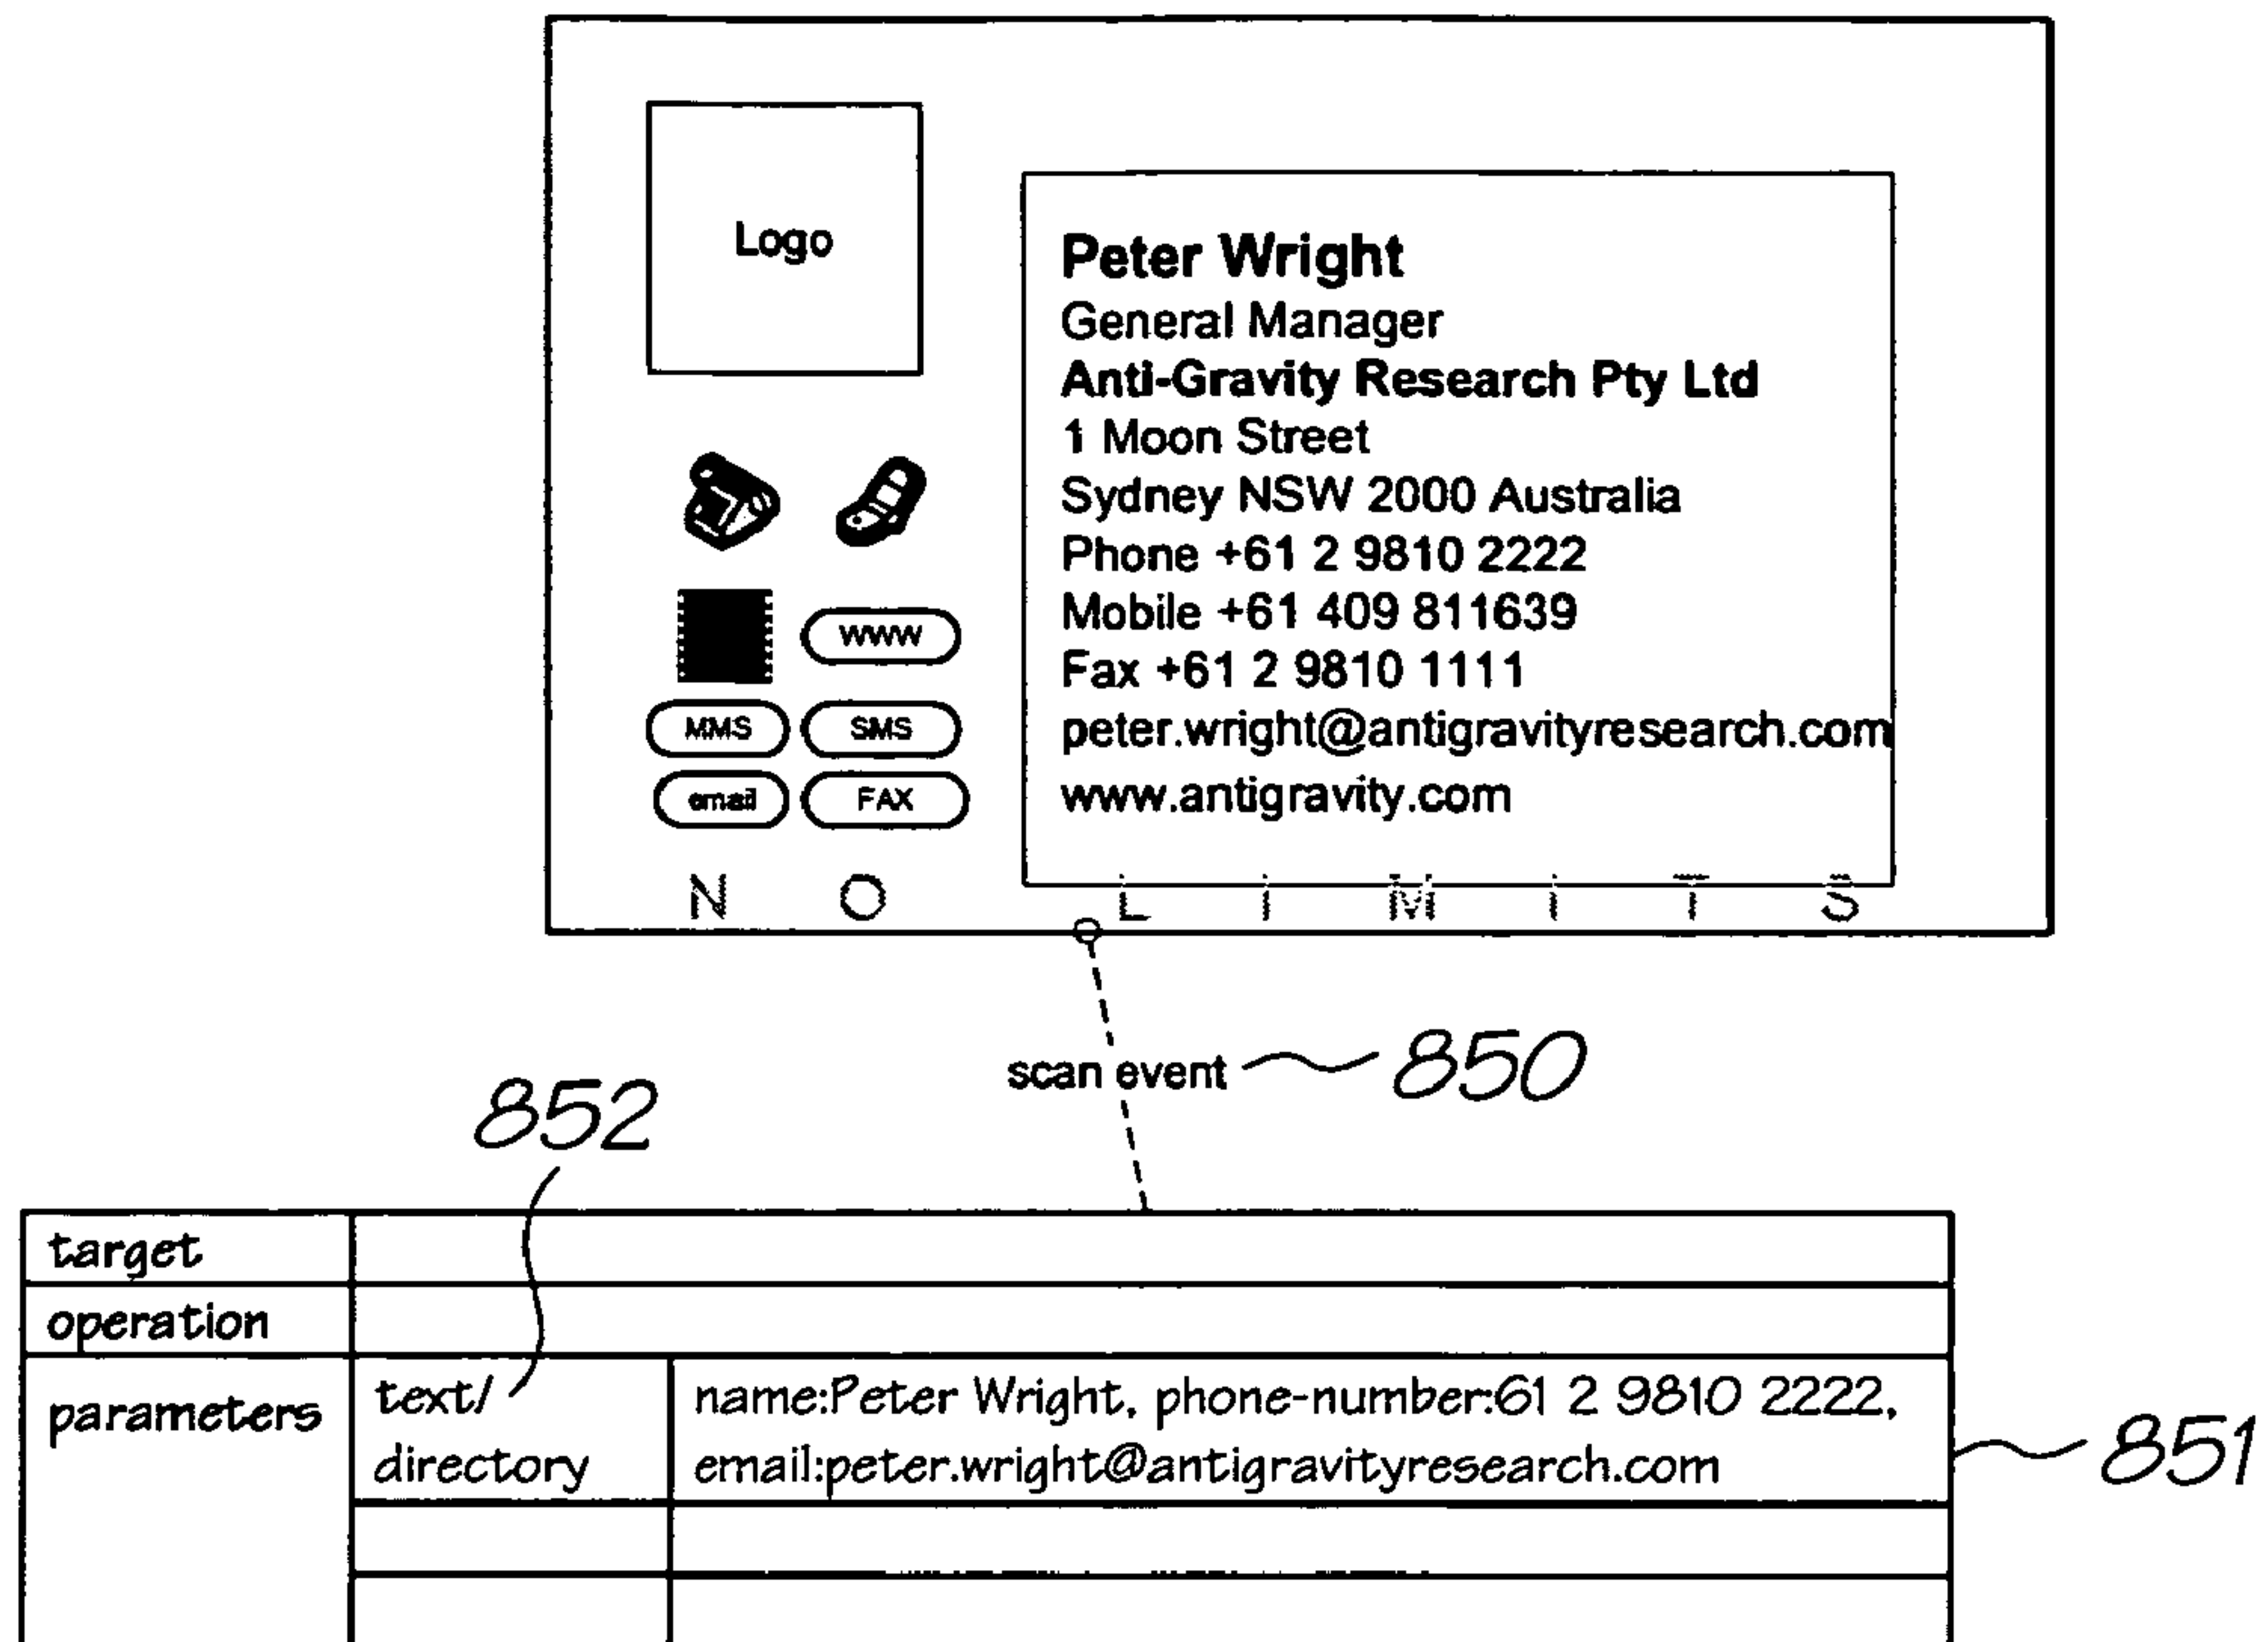 Logo
Peter Wright
General Manager
Anti-Gravity Research Pty Ltd
1 Moon Street
Sydney NSW 2000 Australia
Phone +61 2 9810 2222
Mobile +61 409 811639
Fax +61 2 9810 1111
peter.wright@antigravityresearch.com
www.antigravity.com
WWW
MMS SMS
email FAX
N O L I M I T S
scan event 850
852
target
operation
parameters text/ name:Peter Wright, phone-number:61 2 9810 2222,
directory email:peter.wright@antigravityresearch.com
851